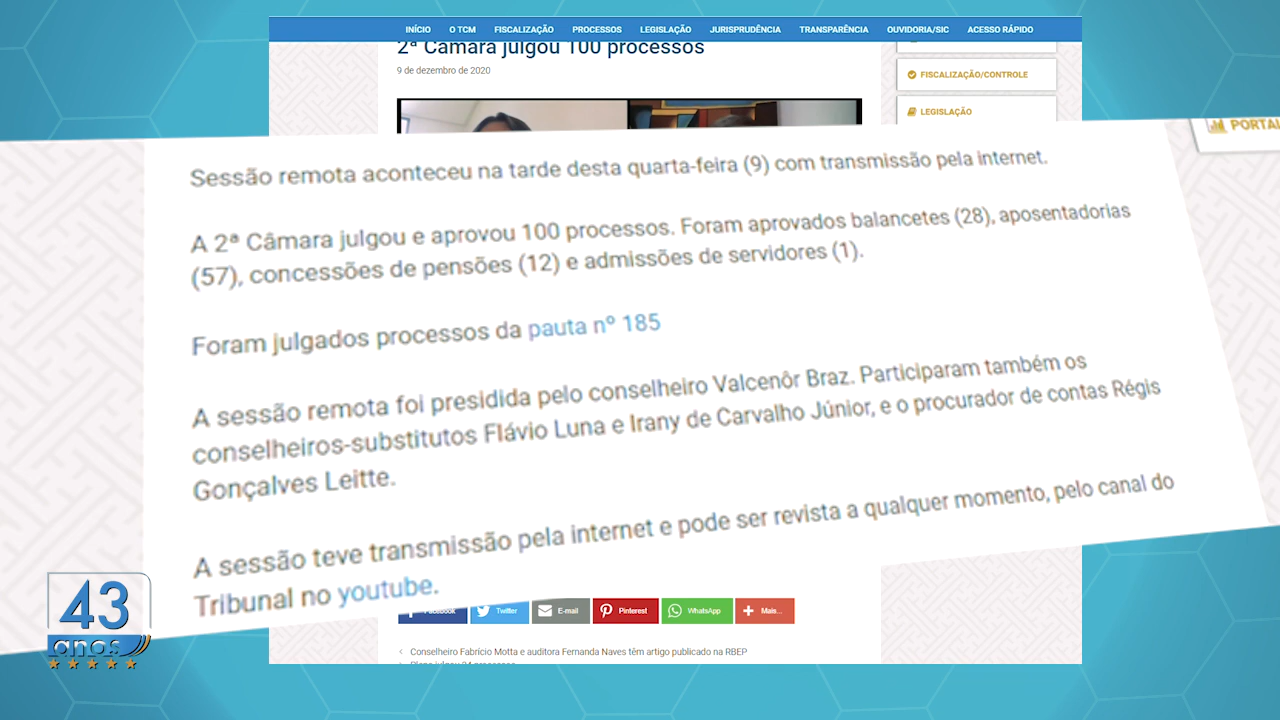 INÍCIO O TCM FISCALIZAÇÃO PROCESSOS LEGISLAÇÃO JURISPRUDÊNCIA TRANSPARÊNCIA OUVIDORIA/SIC ACESSO RÁPIDO
2ª Câmara julgou 100 processos
9 de dezembro de 2020
FISCALIZAÇÃO/CONTROLE
LEGISLAÇÃO
PORTAL
Sessão remota aconteceu na tarde desta quarta-feira (9) com transmissão pela internet.
A 2ª Câmara julgou e aprovou 100 processos. Foram aprovados balancetes (28), aposentadorias
(57), concessões de pensões (12) e admissões de servidores (1).
Foram julgados processos da pauta nº 185
A sessão remota foi presidida pelo conselheiro Valcenôr Braz. Participaram também os
conselheiros-substitutos Flávio Luna e Irany de Carvalho Júnior, e o procurador de contas Régis
Gonçalves Leitte.
A sessão teve transmissão pela internet e pode ser revista a qualquer momento, pelo canal do
Tribunal no youtube.
Facebook Twitter E-mail Pinterest WhatsApp Mais...
Conselheiro Fabrício Motta e auditora Fernanda Naves têm artigo publicado na RBEP
43
anos